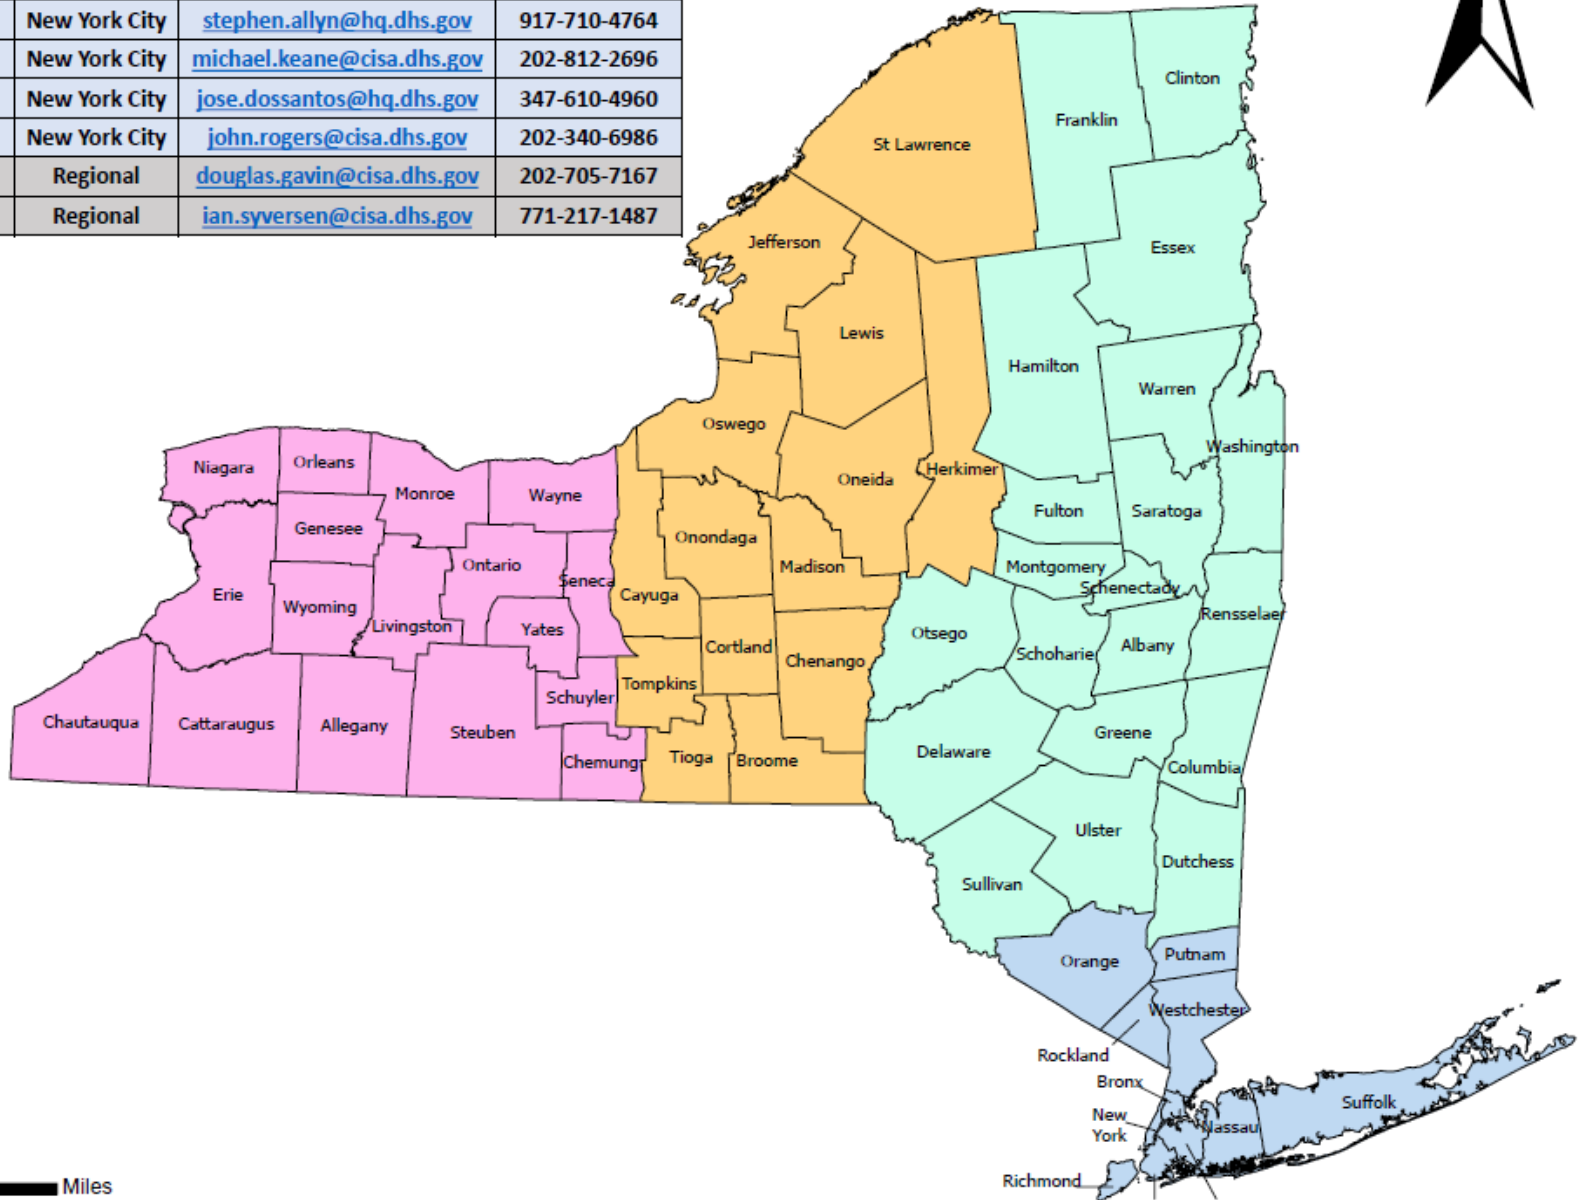 New York City stephen.allyn@hq.dhs.gov 917-710-4764
New York City michael.keane@cisa.dhs.gov 202-812-2696
New York City jose.dossantos@hq.dhs.gov 347-610-4960
New York City john.rogers@cisa.dhs.gov 202-340-6986
Regional douglas.gavin@cisa.dhs.gov 202-705-7167
Regional ian.syversen@cisa.dhs.gov 771-217-1487
Clinton
Franklin
St Lawrence
Jefferson
Essex
Lewis
Hamilton
Warren
Oswego
Washington
Niagara
Orleans
Herkimer
Oneida
Monroe
Wayne
Fulton
Saratoga
Genesee
Onondaga
Ontario
Madison
Montgomery
Seneca
Schenectady
Erie
Cayuga
Wyoming
Rensselaer
Livingston
Yates
Otsego
Cortland
Albany
Schoharie
Chenango
Tompkins
Schuyler
Chautauqua
Cattaraugus
Allegany
Steuben
Greene
Delaware
Tioga
Broome
Chemung
Columbia
Ulster
Dutchess
Sullivan
Putnam
Orange
Westchester
Rockland
Bronx
Suffolk
New
York
Nassau
Richmond
Miles